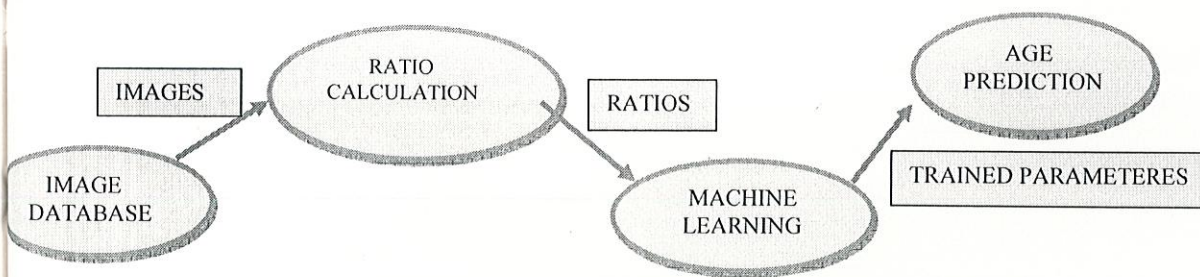 IMAGE
DATABASE
IMAGES
RATIO
CALCULATION
RATIOS
MACHINE
LEARNING
AGE
PREDICTION
TRAINED PARAMETERES